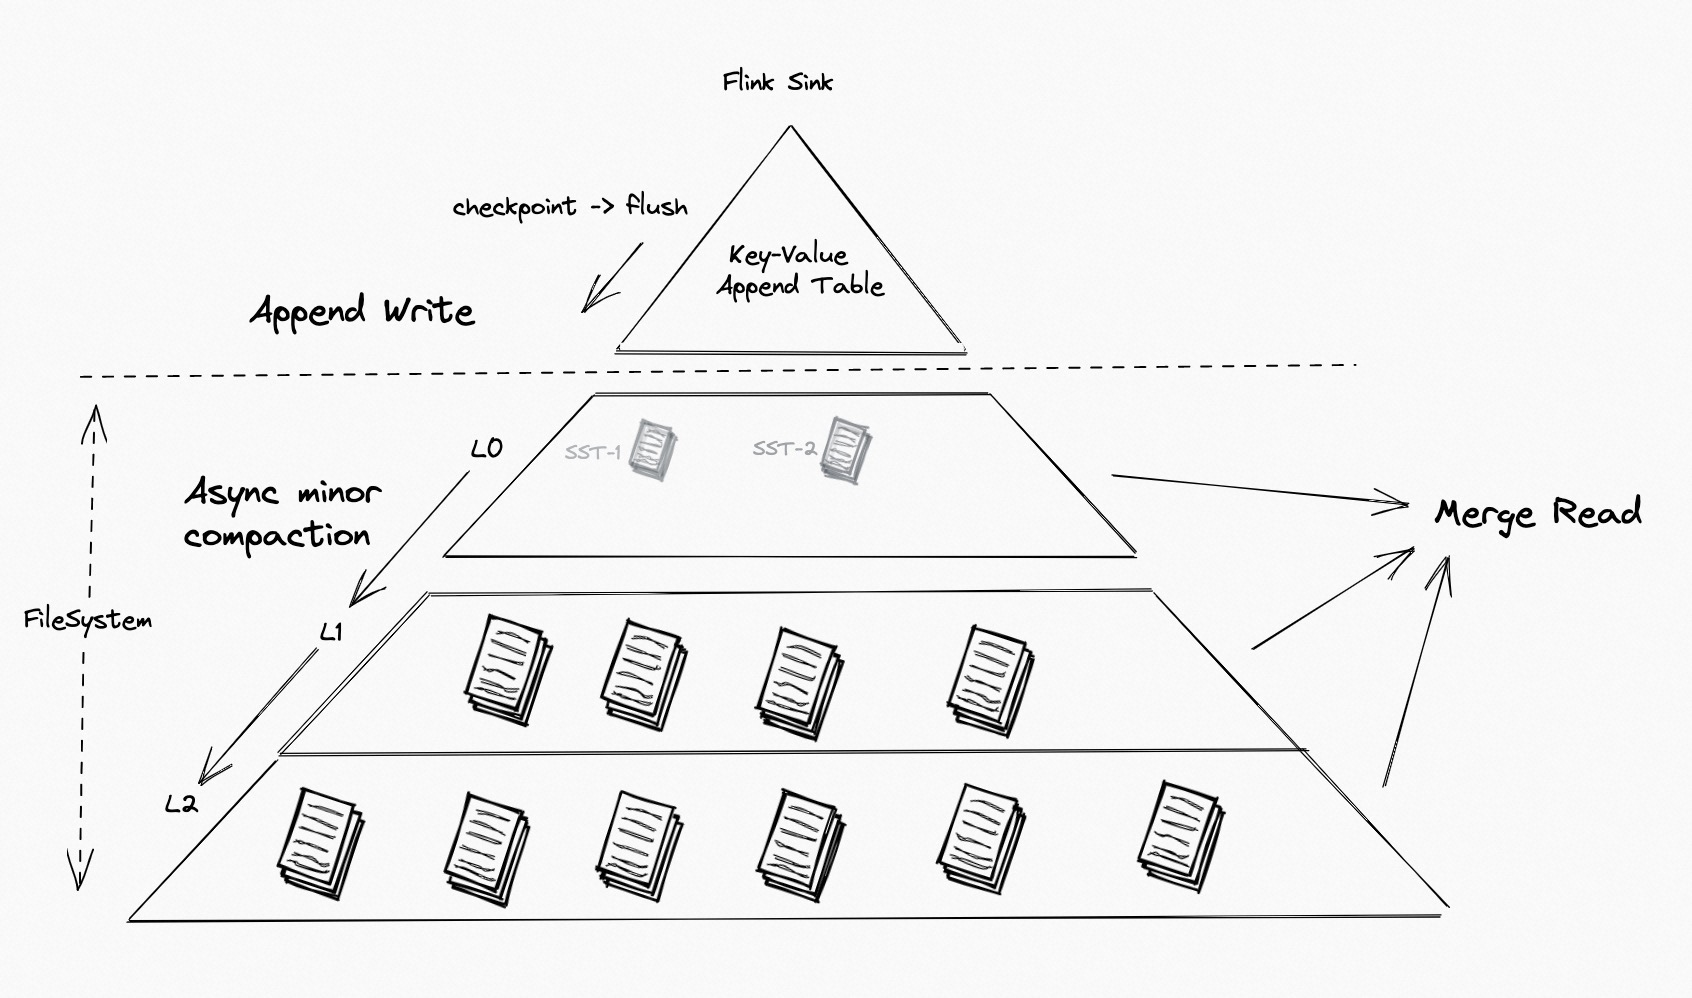 Flink Sink
checkpoint -> flush
Key-Value
Append Table
Append Write
L0
SST-1
SST-2
Async minor
compaction
Merge Read
FileSystem
L1
L2